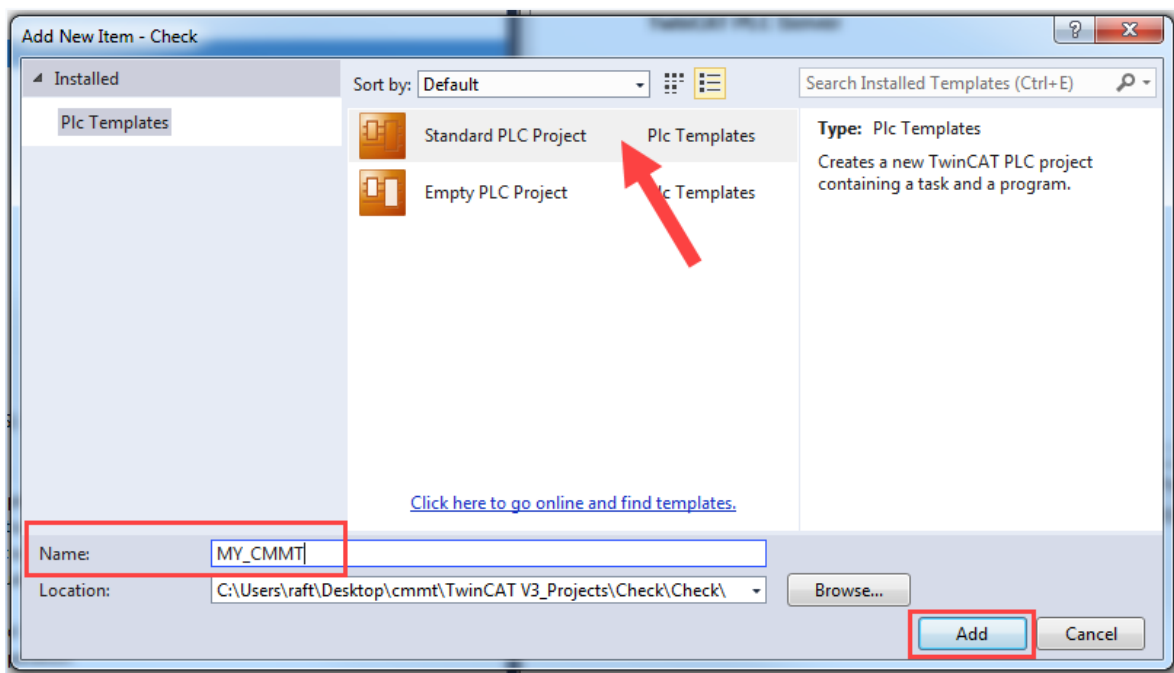 TwinCAT PLC Server
Add New Item - Check
?
Installed
Plc Templates
Sort by: Default
Search Installed Templates (Ctrl+E)
Standard PLC Project Plc Templates
Empty PLC Project lc Templates
Type: Plc Templates
Creates a new TwinCAT PLC project
containing a task and a program.
Click here to go online and find templates.
Name: MY_CMMT
Location: C:\Users\raft\Desktop\cmmt\TwinCAT V3_Projects\Check\Check\
Browse...
Add Cancel